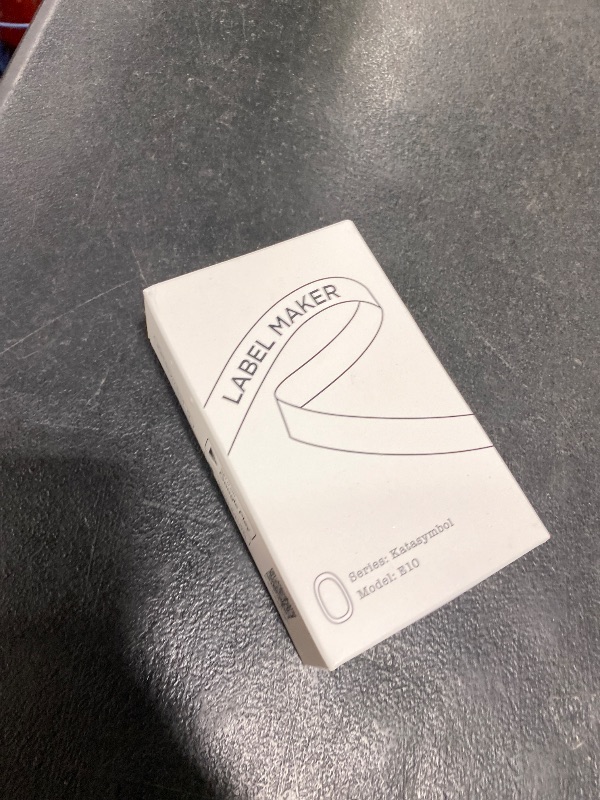 LABEL MAKER
Series: Katasymbol
Model: E10